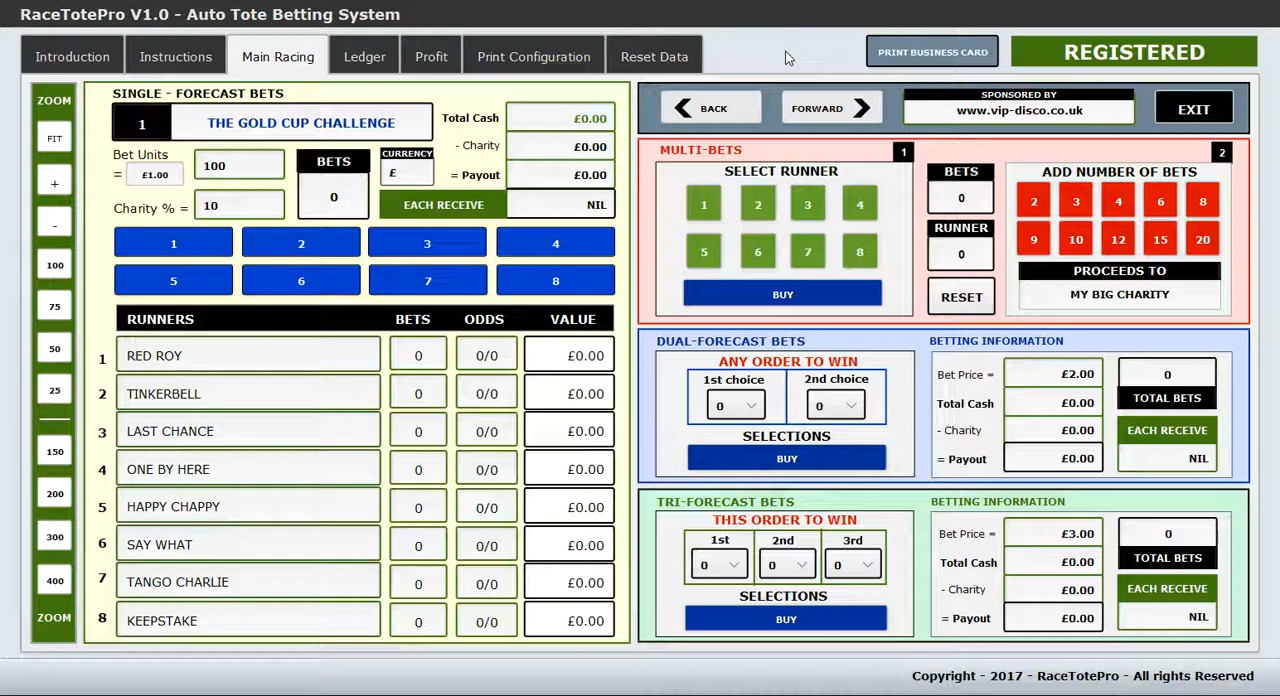 RaceTotePro V1.0 - Auto Tote Betting System
Introduction Instructions Main Racing Ledger Profit Print Configuration Reset Data PRINT BUSINESS CARD REGISTERED
ZOOM
FIT
+
-
100
75
50
25
150
200
300
400
ZOOM
SINGLE - FORECAST BETS
1 THE GOLD CUP CHALLENGE
Total Cash £0.00
- Charity £0.00
= Payout £0.00
Bet Units
= £1.00 100
Charity % = 10
BETS
0
CURRENCY
£
EACH RECEIVE NIL
1 2 3 4
5 6 7 8
RUNNERS BETS ODDS VALUE
1 RED ROY 0 0/0 £0.00
2 TINKERBELL 0 0/0 £0.00
3 LAST CHANCE 0 0/0 £0.00
4 ONE BY HERE 0 0/0 £0.00
5 HAPPY CHAPPY 0 0/0 £0.00
6 SAY WHAT 0 0/0 £0.00
7 TANGO CHARLIE 0 0/0 £0.00
8 KEEPSTAKE 0 0/0 £0.00
BACK FORWARD
SPONSORED BY
www.vip-disco.co.uk
EXIT
MULTI-BETS 1
SELECT RUNNER
1 2 3 4
5 6 7 8
BUY
BETS
0
RUNNER
0
RESET
2
ADD NUMBER OF BETS
2 3 4 6 8
9 10 12 15 20
PROCEEDS TO
MY BIG CHARITY
DUAL-FORECAST BETS
ANY ORDER TO WIN
1st choice 2nd choice
0 0
SELECTIONS
BUY
BETTING INFORMATION
Bet Price = £2.00
Total Cash £0.00
- Charity £0.00
= Payout £0.00
0
TOTAL BETS
EACH RECEIVE
NIL
TRI-FORECAST BETS
THIS ORDER TO WIN
1st 2nd 3rd
0 0 0
SELECTIONS
BUY
BETTING INFORMATION
Bet Price = £3.00
Total Cash £0.00
- Charity £0.00
= Payout £0.00
0
TOTAL BETS
EACH RECEIVE
NIL
Copyright - 2017 - RaceTotePro - All rights Reserved